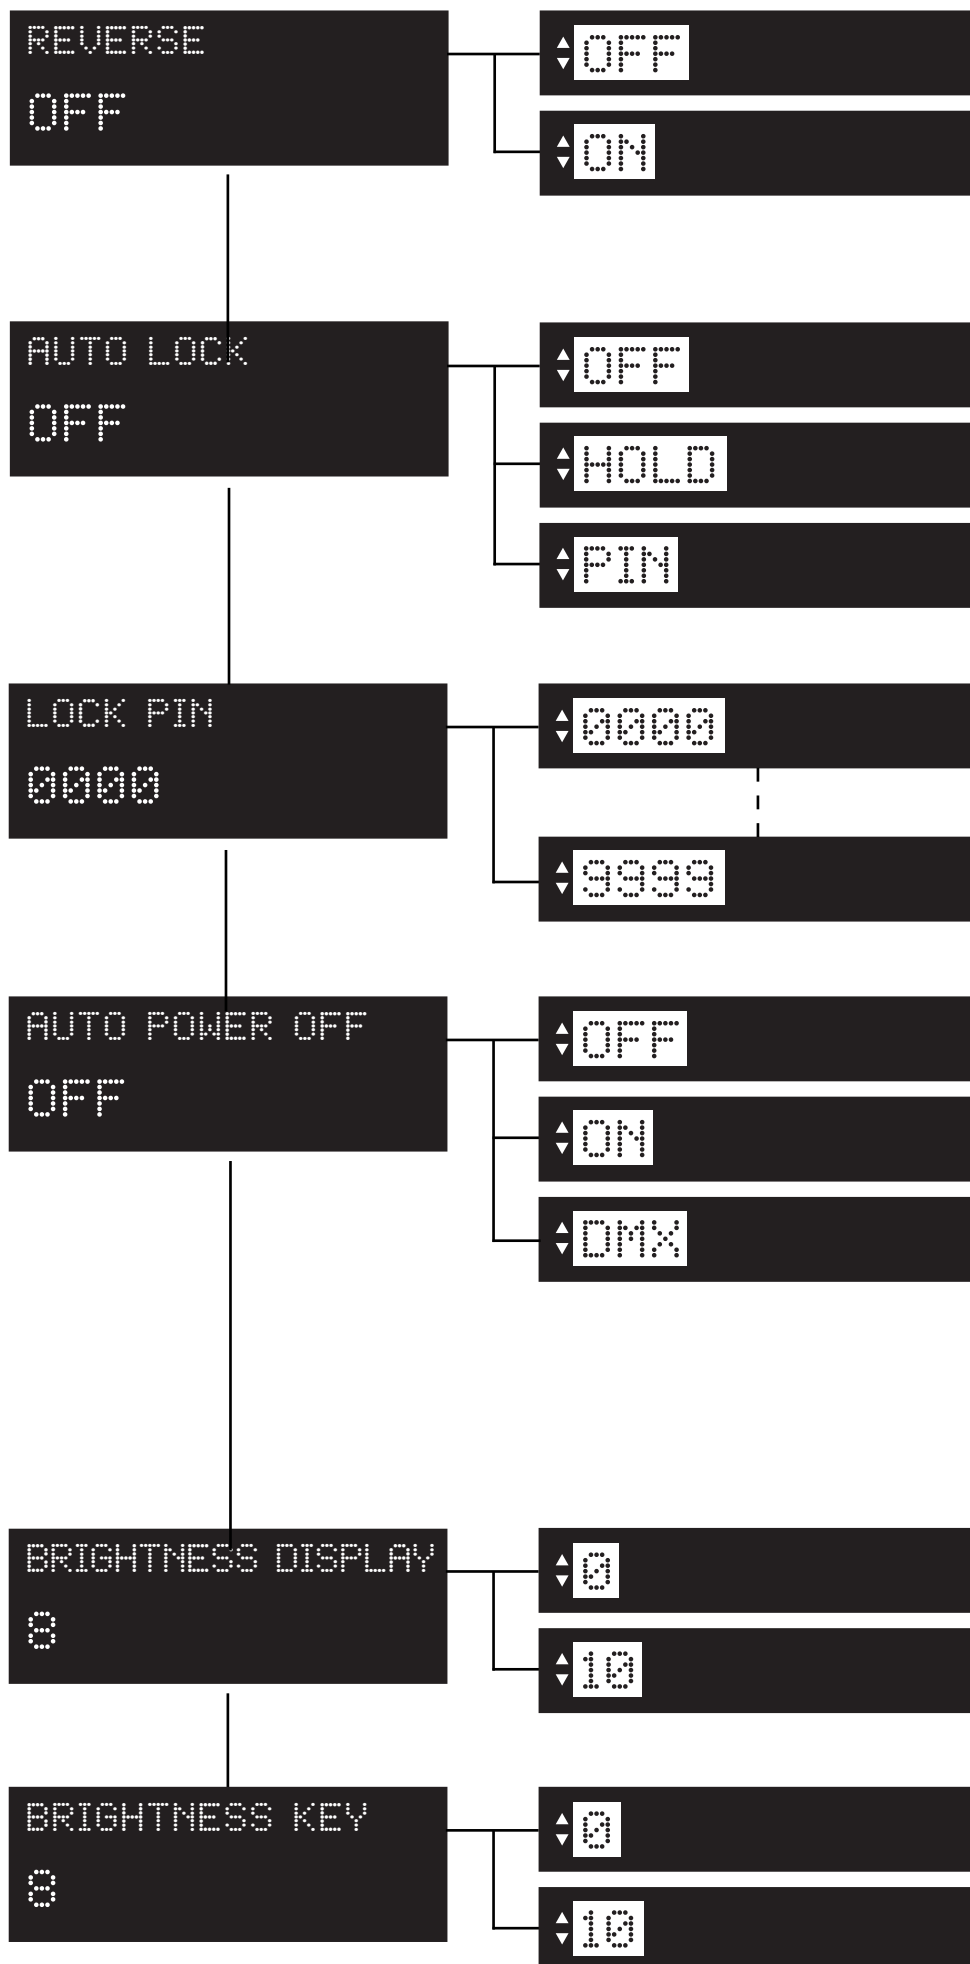 REVERSE
OFF
OFF
ON
AUTO LOCK
OFF
OFF
HOLD
PIN
LOCK PIN
0000
0000
9999
AUTO POWER OFF
OFF
OFF
ON
DMX
BRIGHTNESS DISPLAY
8
0
10
BRIGHTNESS KEY
8
0
10